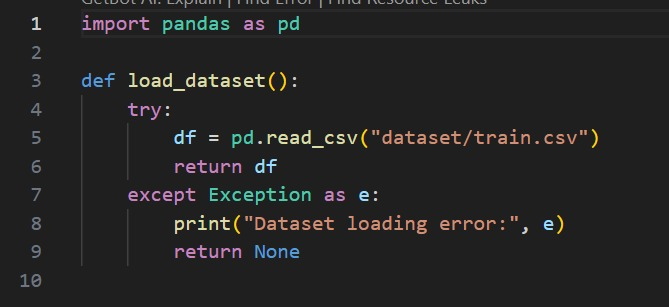 GetBot AI: Explain | Find Error | Find Resource Leaks
1 import pandas as pd
2
3 def load_dataset():
4     try:
5         df = pd.read_csv("dataset/train.csv")
6         return df
7     except Exception as e:
8         print("Dataset loading error:", e)
9         return None
10